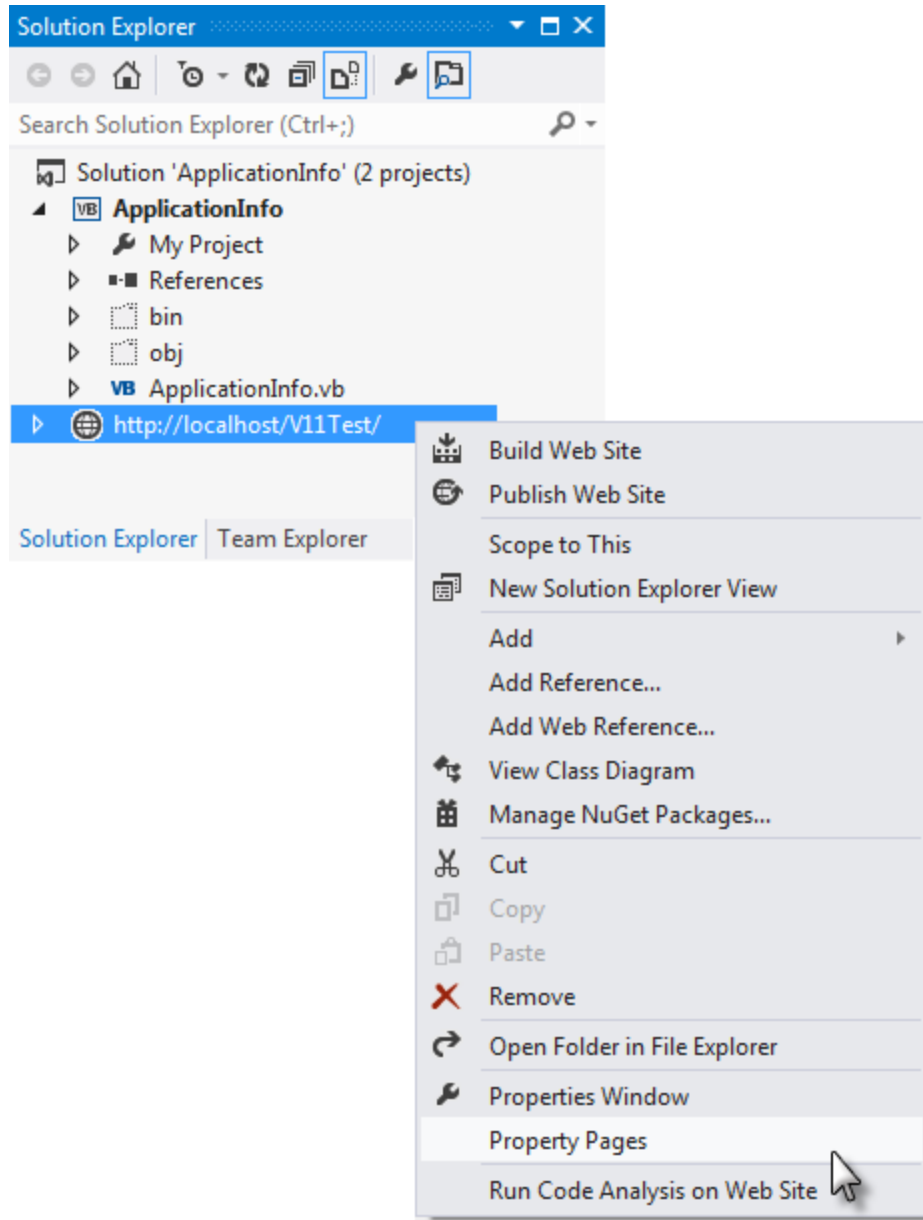 Solution Explorer
Search Solution Explorer (Ctrl+;)
Solution 'ApplicationInfo' (2 projects)
VB ApplicationInfo
My Project
References
bin
obj
VB ApplicationInfo.vb
http://localhost/V11Test/
Solution Explorer Team Explorer
Build Web Site
Publish Web Site
Scope to This
New Solution Explorer View
Add
Add Reference...
Add Web Reference...
View Class Diagram
Manage NuGet Packages...
Cut
Copy
Paste
Remove
Open Folder in File Explorer
Properties Window
Property Pages
Run Code Analysis on Web Site